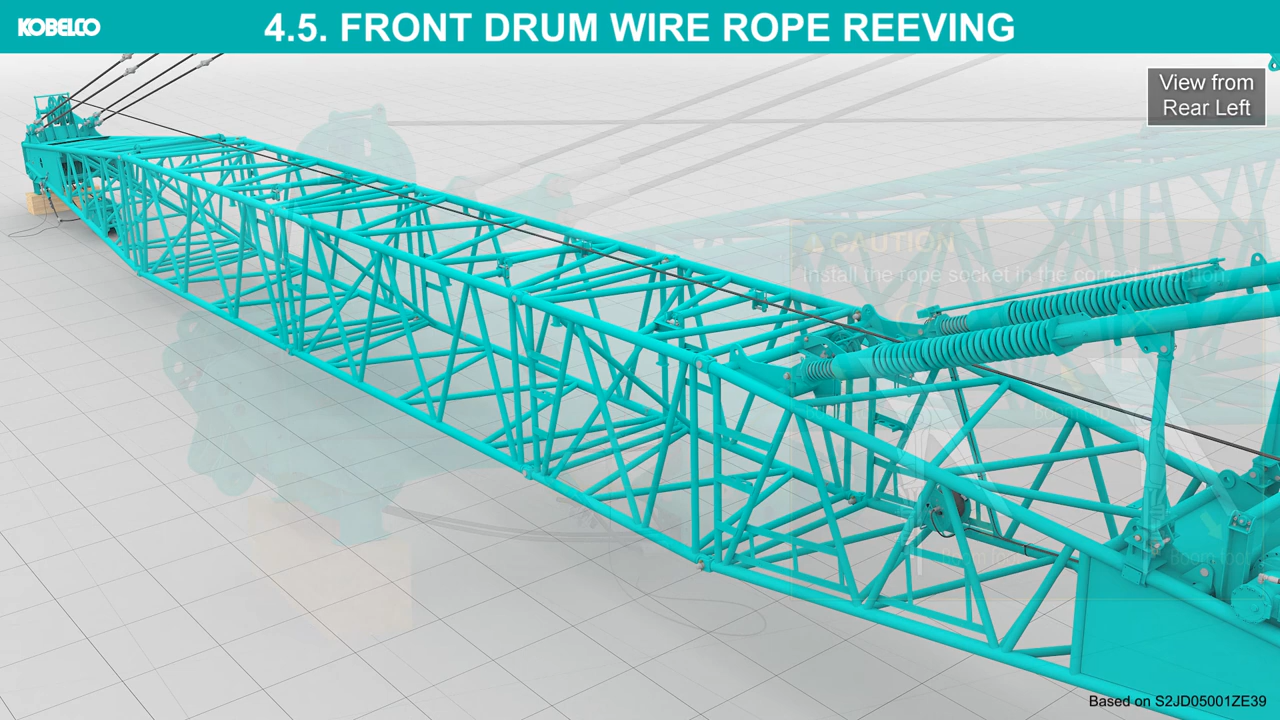 KOBELCO
4.5. FRONT DRUM WIRE ROPE REEVING
View from
Rear Left
CAUTION
Install the rope socket in the correct direction.
Based on S2JD05001ZE39